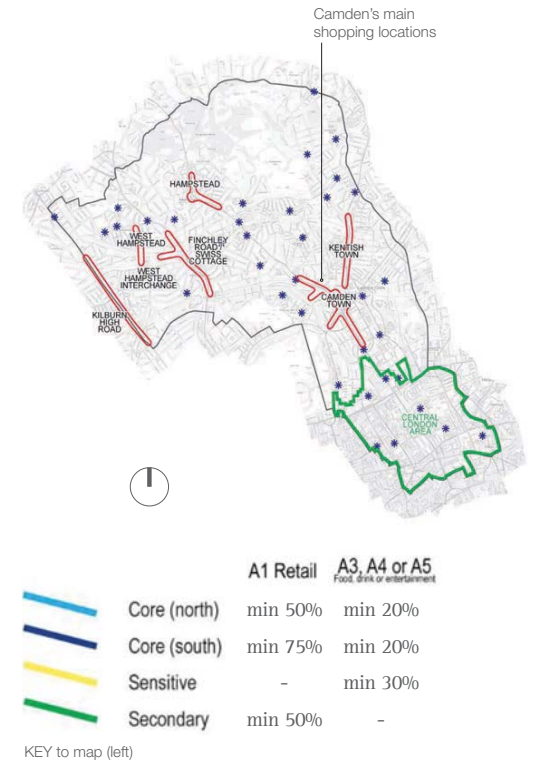 Camden's main
shopping locations
HAMPSTEAD
WEST
HAMPSTEAD
FINCHLEY
ROAD/
SWISS
COTTAGE
WEST
HAMPSTEAD
INTERCHANGE
KENTISH
TOWN
CAMDEN
TOWN
KILBURN
HIGH
ROAD
CENTRAL
LONDON
AREA
A1 Retail A3, A4 or A5
Food, drink or entertainment
Core (north) min 50% min 20%
Core (south) min 75% min 20%
Sensitive - min 30%
Secondary min 50% -
KEY to map (left)